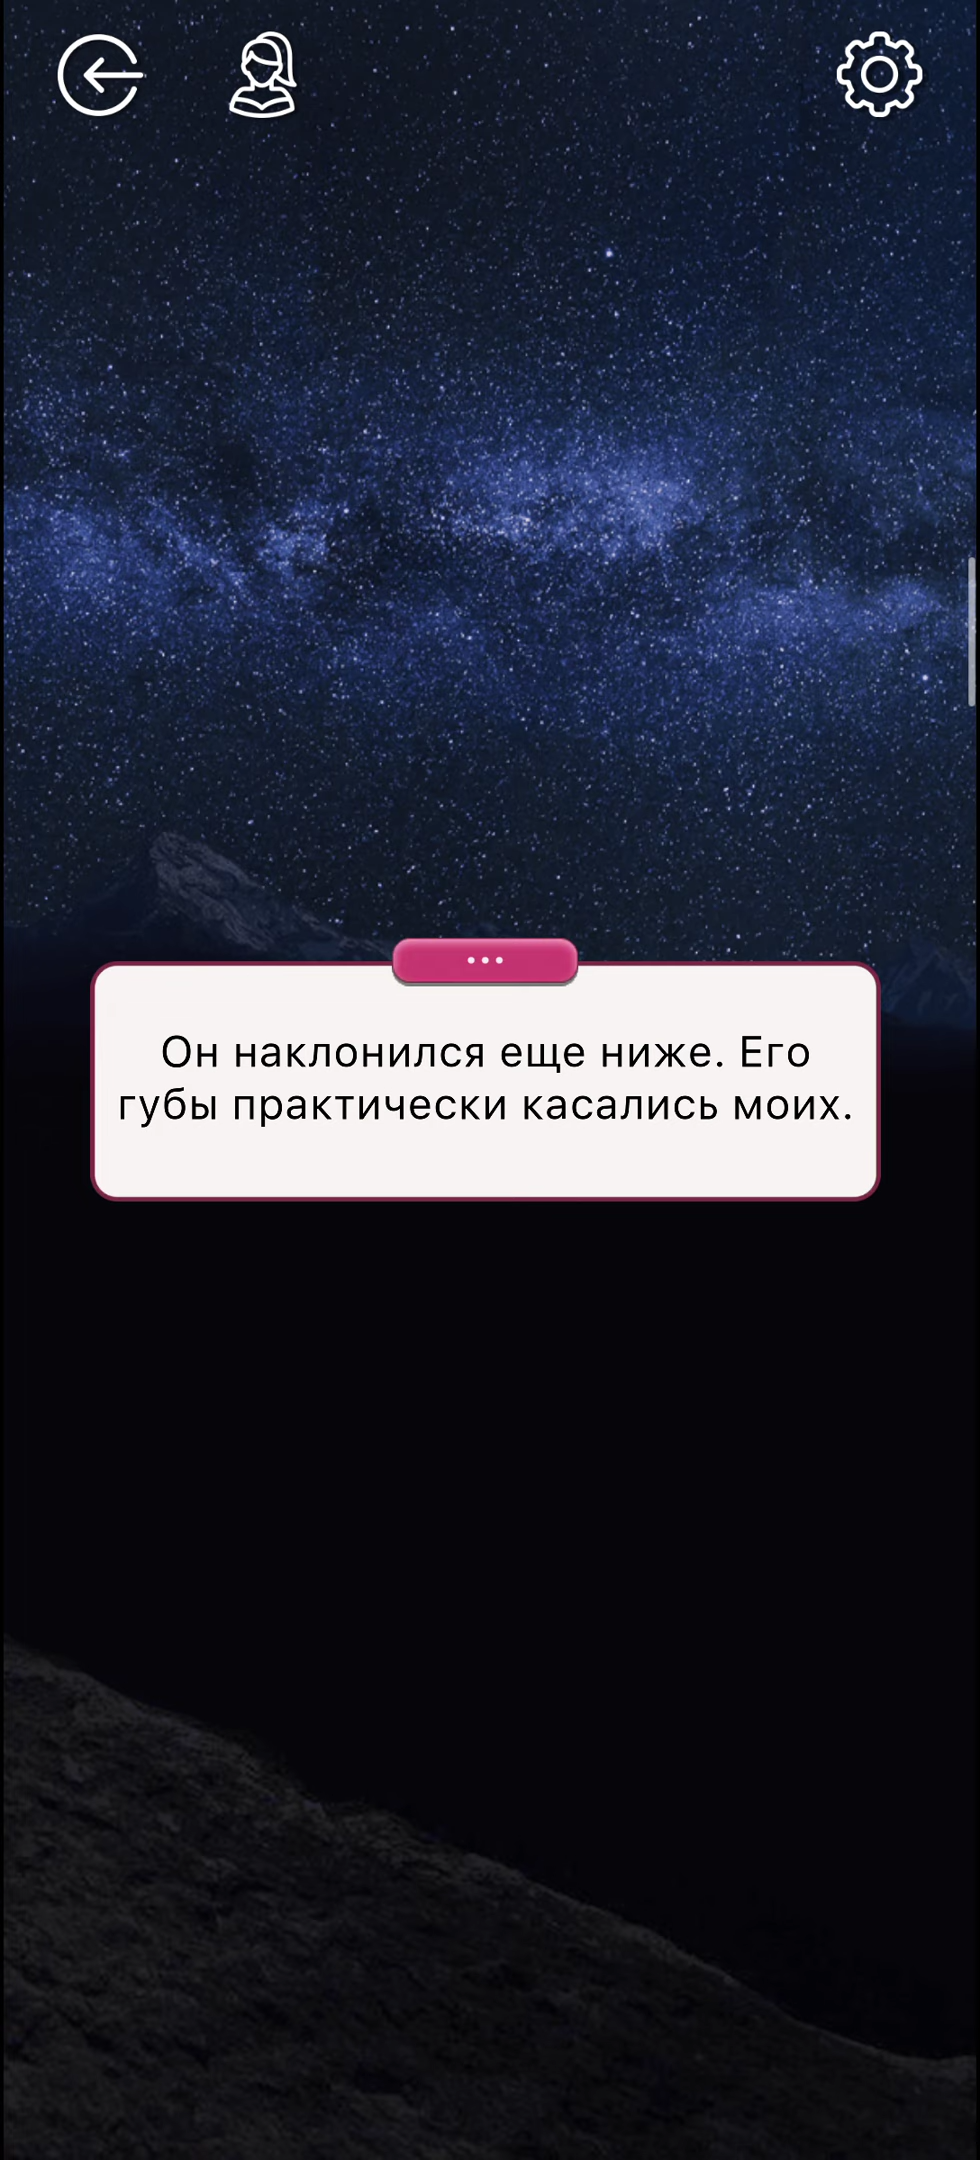 ...
Он наклонился еще ниже. Его
губы практически касались моих.